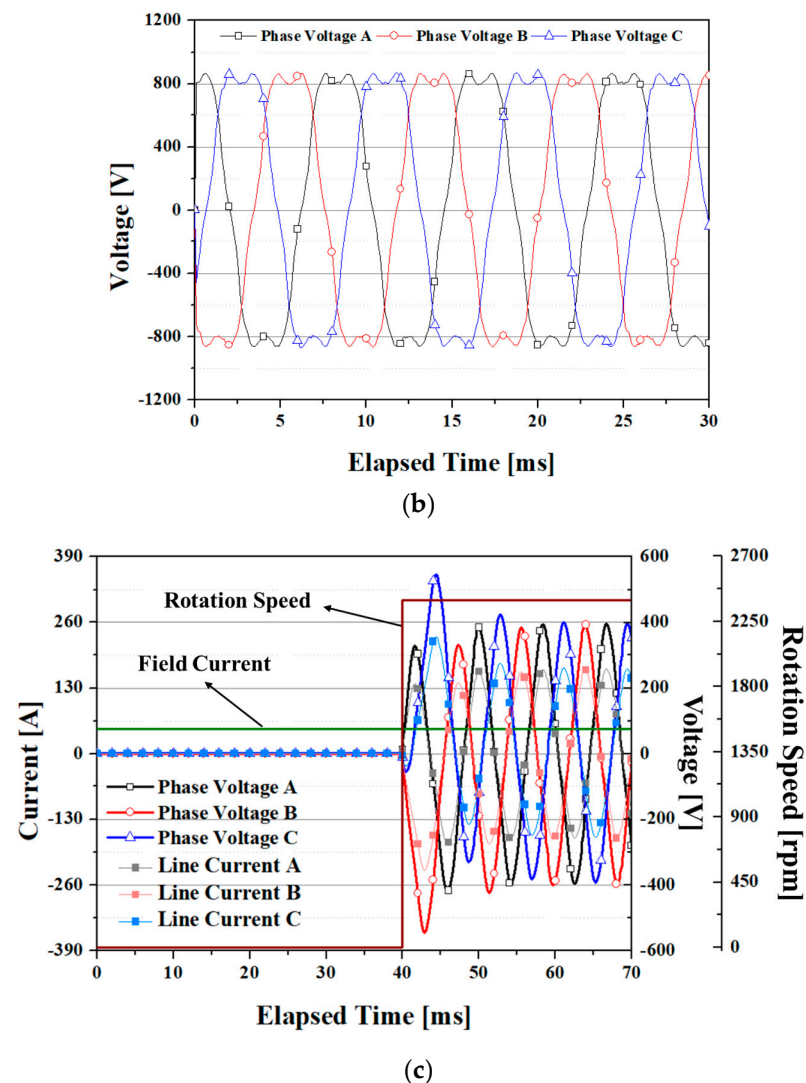 1200
800
400
0
-400
-800
-1200
Voltage [V]
Phase Voltage A Phase Voltage B Phase Voltage C
0 5 10 15 20 25 30
Elapsed Time [ms]
(b)
390
260
130
0
-130
-260
-390
Current [A]
Rotation Speed
Field Current
Phase Voltage A
Phase Voltage B
Phase Voltage C
Line Current A
Line Current B
Line Current C
600
400
200
0
-200
-400
-600
Voltage [V]
2700
2250
1800
1350
900
450
0
Rotation Speed [rpm]
0 10 20 30 40 50 60 70
Elapsed Time [ms]
(c)